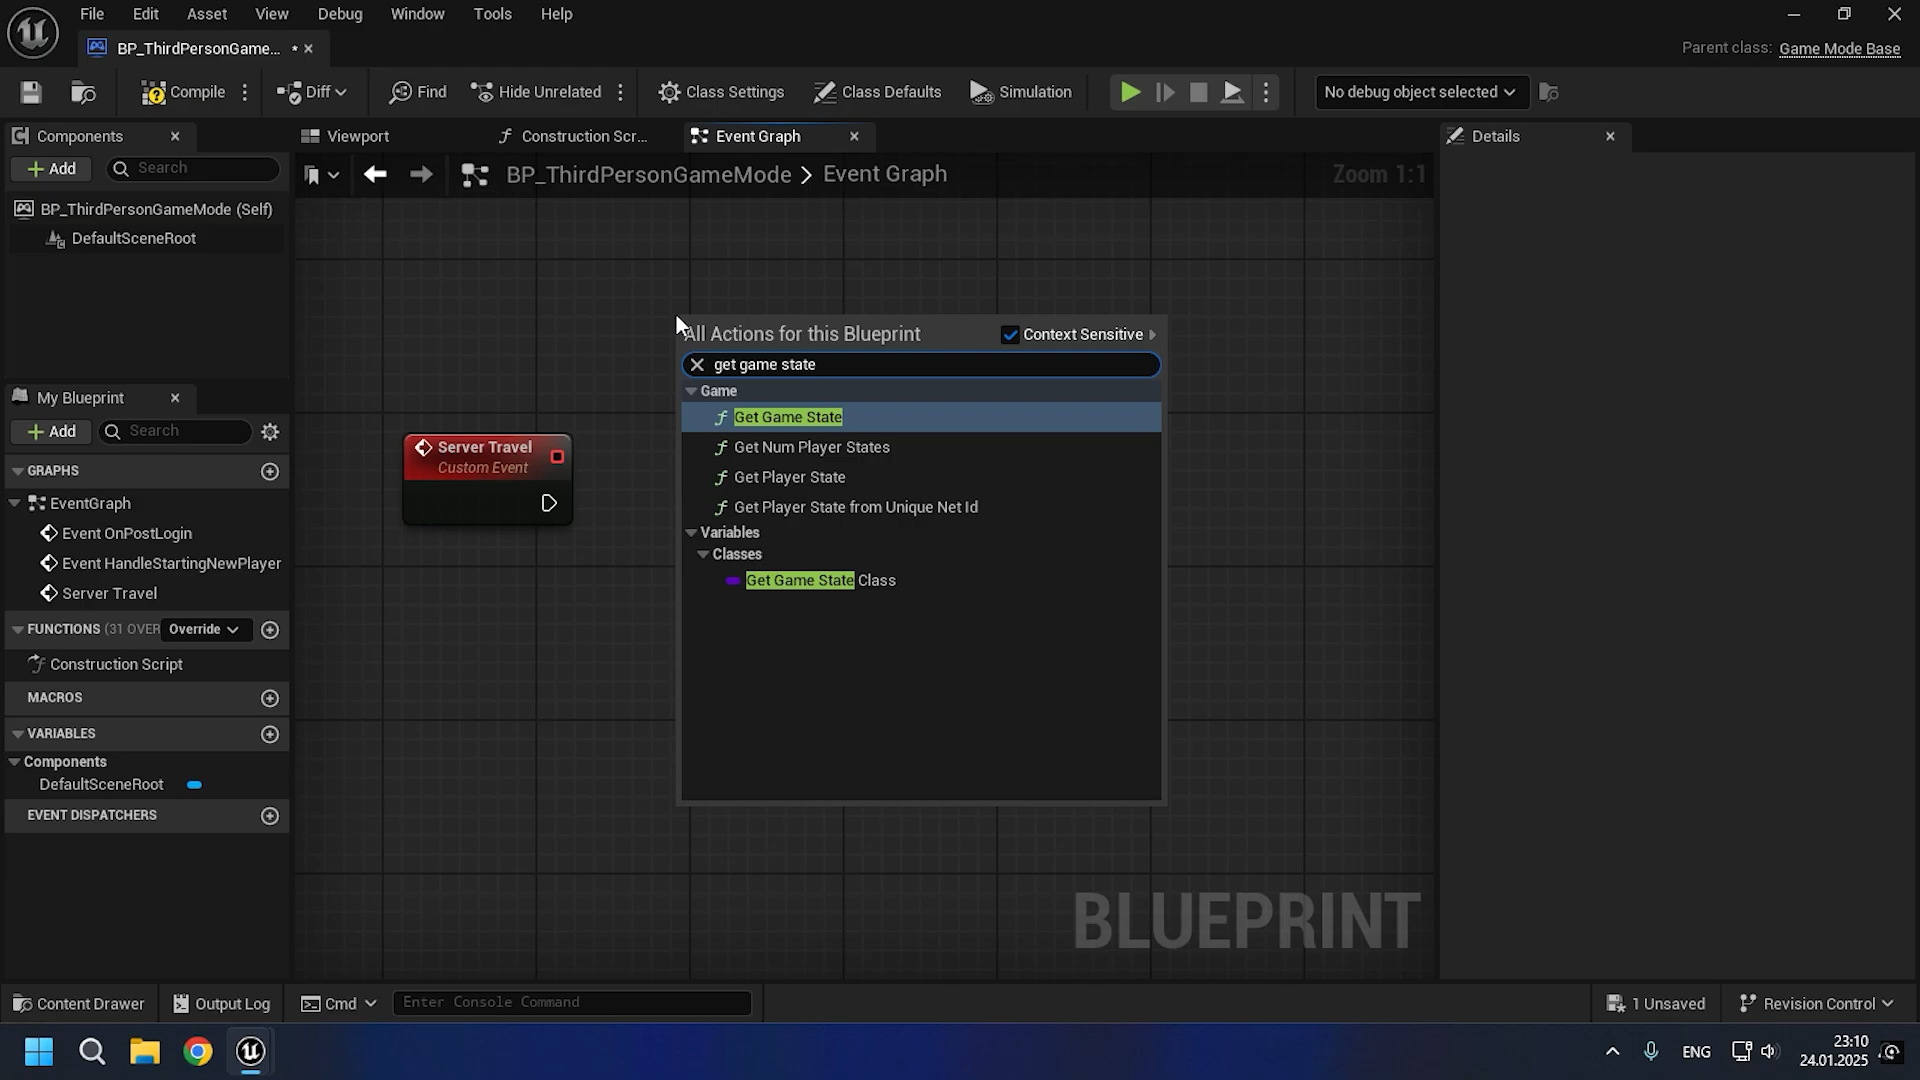 File Edit Asset View Debug Window Tools Help
BP_ThirdPersonGame... • Parent class: Game Mode Base
Compile Diff Find Hide Unrelated Class Settings Class Defaults Simulation No debug object selected
Components Viewport Construction Scr... Event Graph Details
Add Search
BP_ThirdPersonGameMode > Event Graph Zoom 1:1
BP_ThirdPersonGameMode (Self)
DefaultSceneRoot
All Actions for this Blueprint Context Sensitive
get game state
Game
Get Game State
Get Num Player States
Get Player State
Get Player State from Unique Net Id
Variables
Classes
Get Game State Class
Server Travel
Custom Event
My Blueprint
Add Search
GRAPHS
EventGraph
Event OnPostLogin
Event HandleStartingNewPlayer
Server Travel
FUNCTIONS (31 OVER Override
Construction Script
MACROS
VARIABLES
Components
DefaultSceneRoot
EVENT DISPATCHERS
BLUEPRINT
Content Drawer Output Log Cmd Enter Console Command 1 Unsaved Revision Control
ENG 23:10
24.01.2025